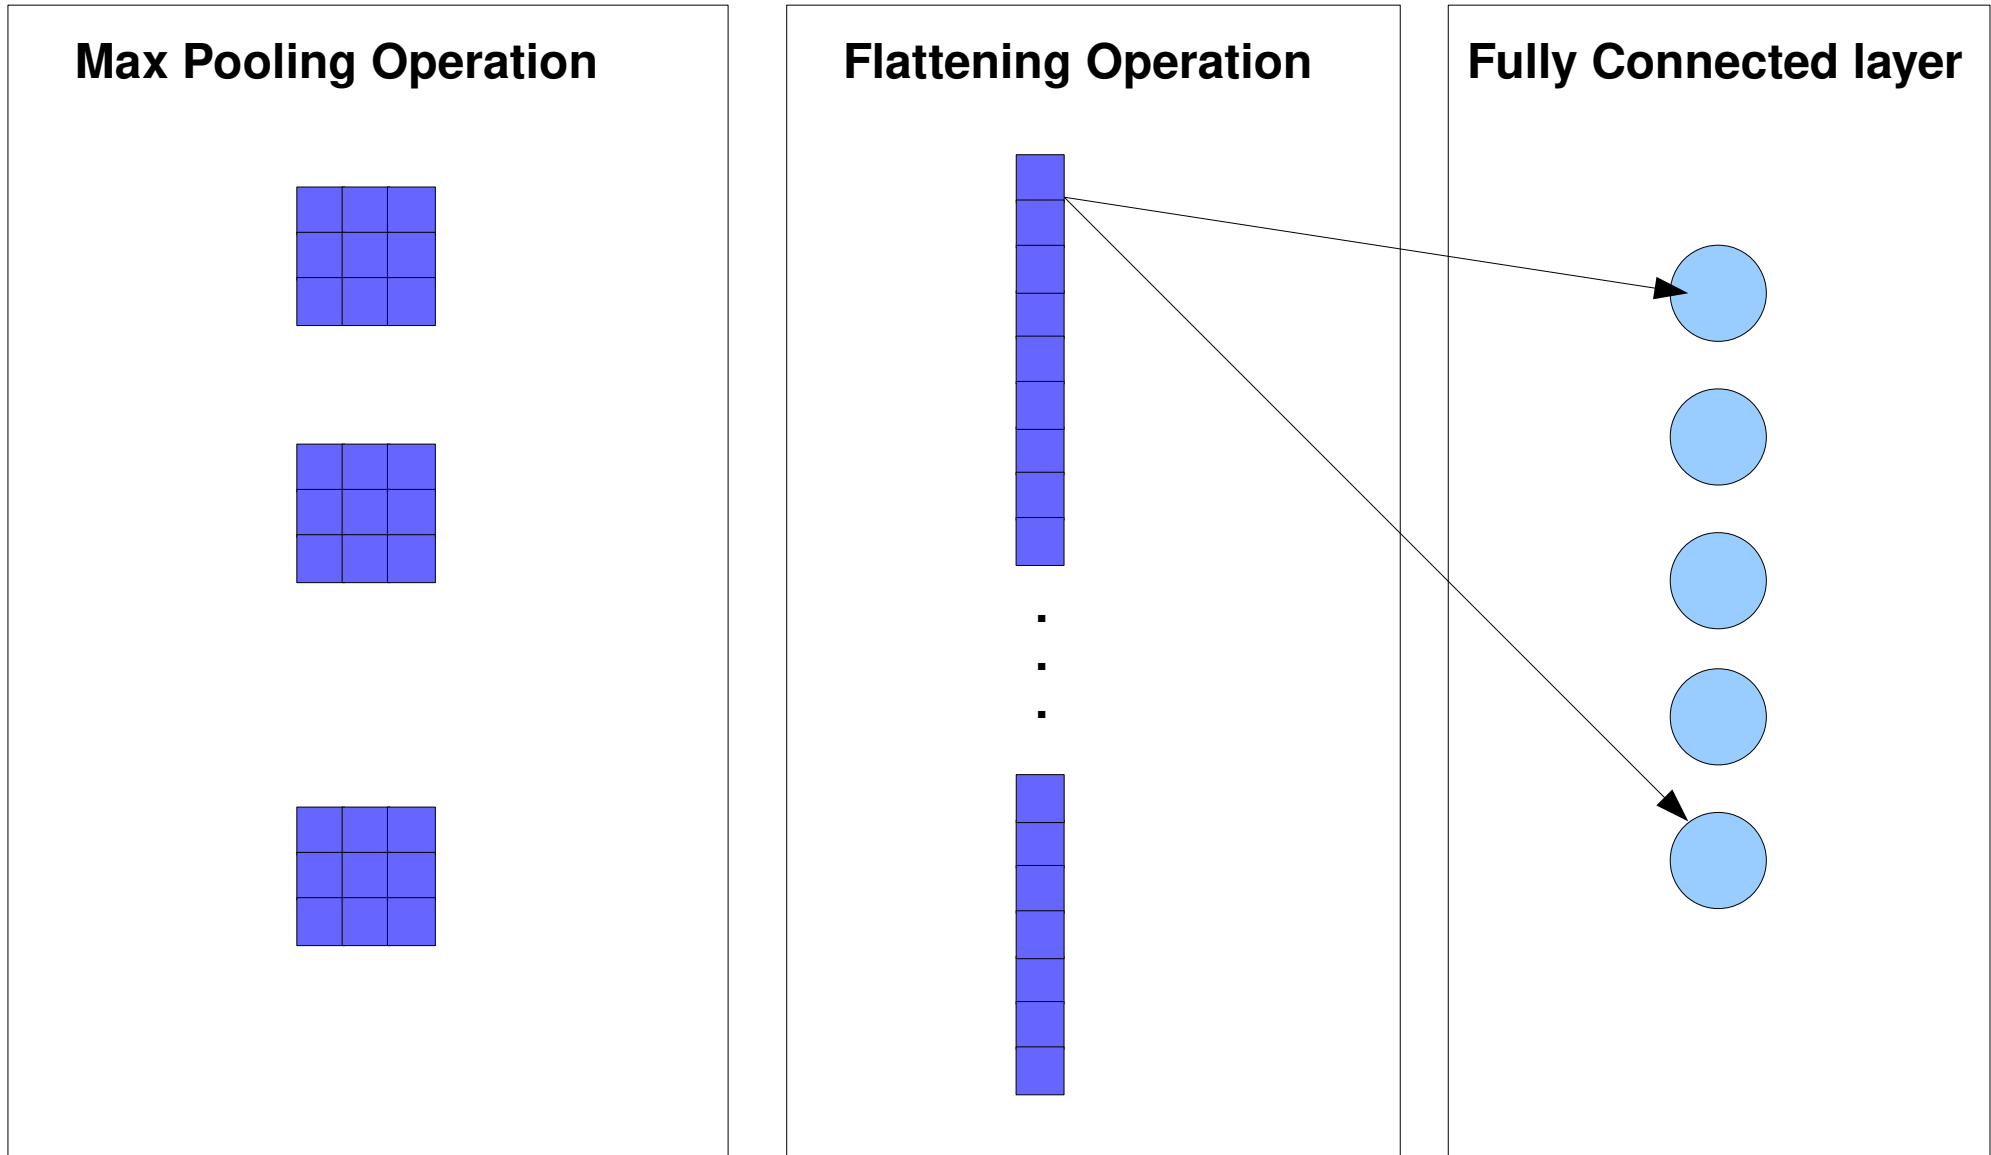 Max Pooling Operation
Flattening Operation
Fully Connected layer